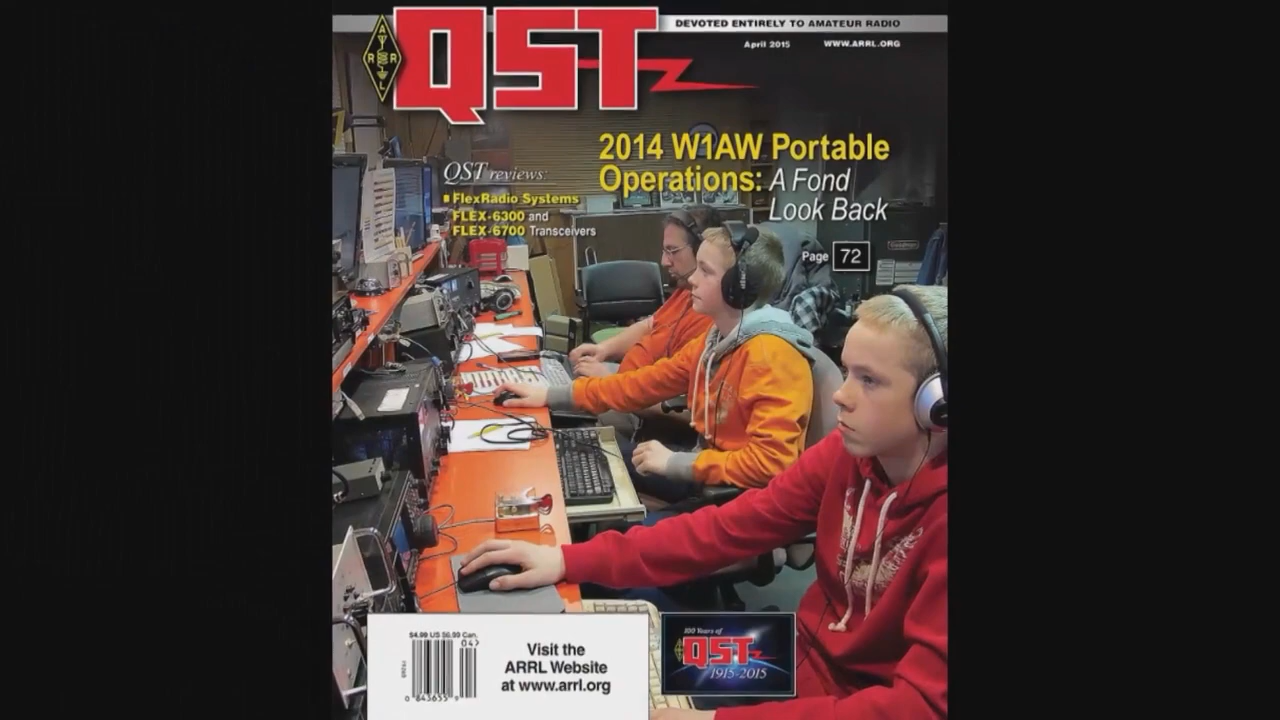 QST
DEVOTED ENTIRELY TO AMATEUR RADIO
April 2015 WWW.ARRL.ORG
A
R R
L
2014 W1AW Portable
Operations: A Fond
Look Back
Page 72
QST reviews:
FlexRadio Systems
FLEX-6300 and
FLEX-6700 Transceivers
$4.99 US $6.99 Can.
04>
Visit the
ARRL Website
at www.arrl.org
100 Years of
QST
1915-2015